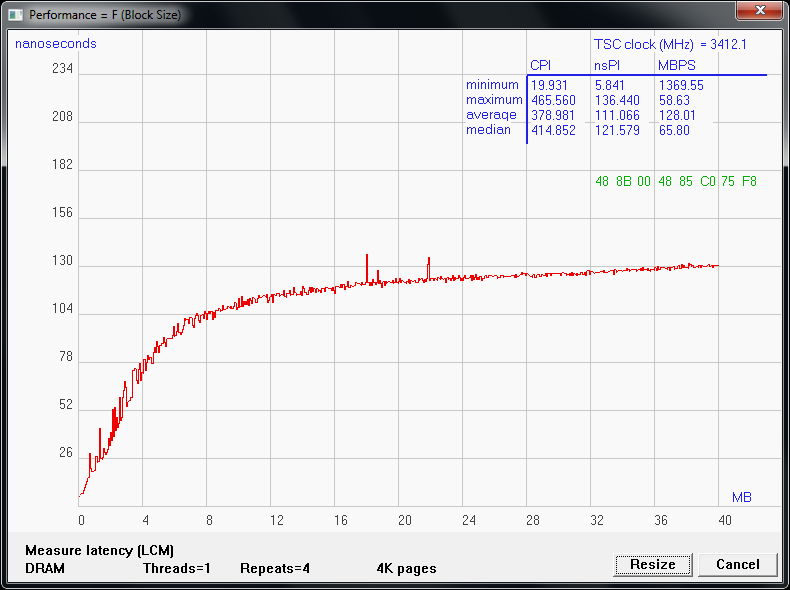 Performance = F (Block Size)
nanoseconds
TSC clock (MHz) = 3412.1
CPI nsPI MBPS
minimum 19.931 5.841 1369.55
maximum 465.560 136.440 58.63
average 378.981 111.066 128.01
median 414.852 121.579 65.80
48 8B 00 48 85 C0 75 F8
234
208
182
156
130
104
78
52
26
MB
0 4 8 12 16 20 24 28 32 36 40
Measure latency (LCM)
DRAM Threads=1 Repeats=4 4K pages
Resize Cancel